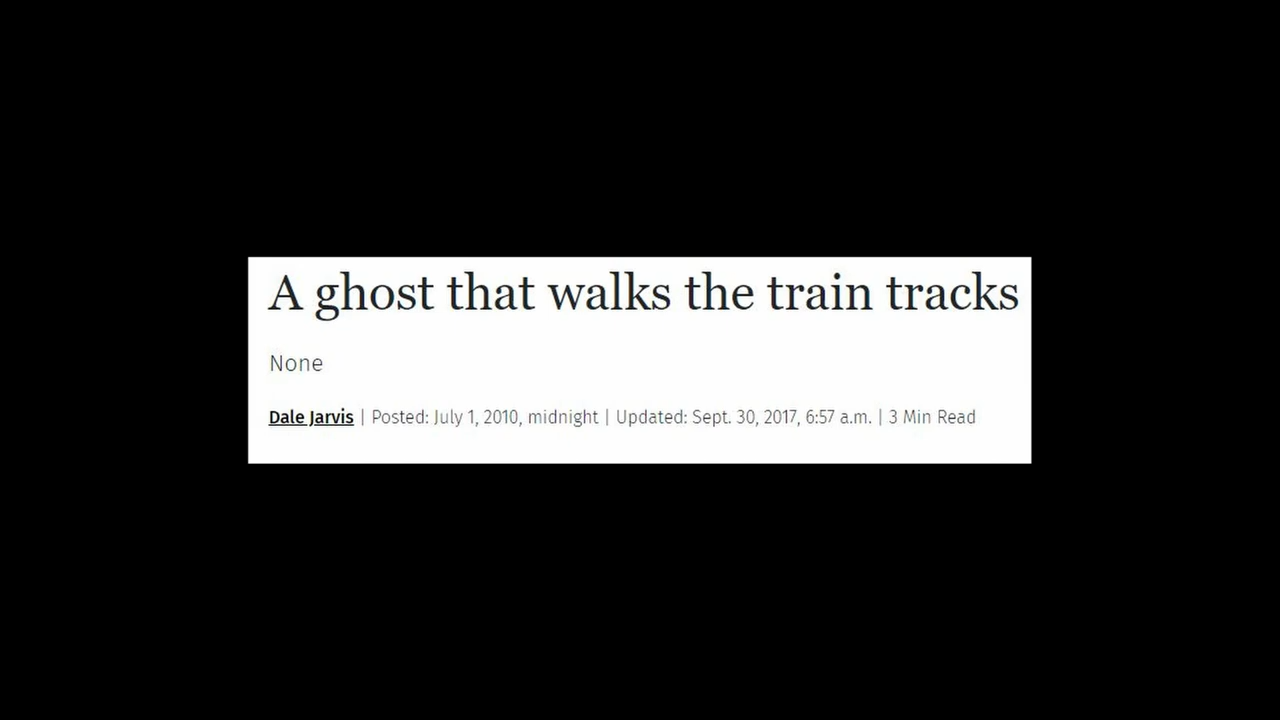 A ghost that walks the train tracks
None
Dale Jarvis | Posted: July 1, 2010, midnight | Updated: Sept. 30, 2017, 6:57 a.m. | 3 Min Read